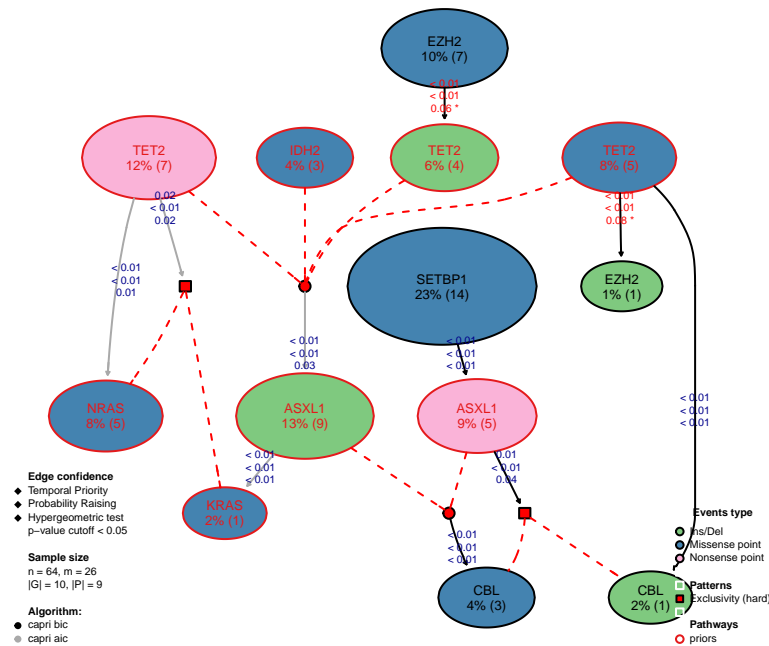 EZH2
10% (7)
< 0.01
< 0.01
0.06 *
TET2
12% (7)
IDH2
4% (3)
TET2
6% (4)
TET2
8% (5)
0.02
< 0.01
0.02
< 0.01
< 0.01
0.08 *
< 0.01
< 0.01
0.01
SETBP1
23% (14)
EZH2
1% (1)
< 0.01
< 0.01
0.03
< 0.01
< 0.01
< 0.01
NRAS
8% (5)
ASXL1
13% (9)
ASXL1
9% (5)
< 0.01
< 0.01
< 0.01
< 0.01
< 0.01
< 0.01
0.01
< 0.01
0.04
KRAS
2% (1)
< 0.01
< 0.01
< 0.01
CBL
4% (3)
CBL
2% (1)
Edge confidence
Temporal Priority
Probability Raising
Hypergeometric test
p−value cutoff < 0.05
Sample size
n = 64, m = 26
|G| = 10, |P| = 9
Algorithm:
capri bic
capri aic
Events type
Ins/Del
Missense point
Nonsense point
Patterns
Exclusivity (hard)
Pathways
priors